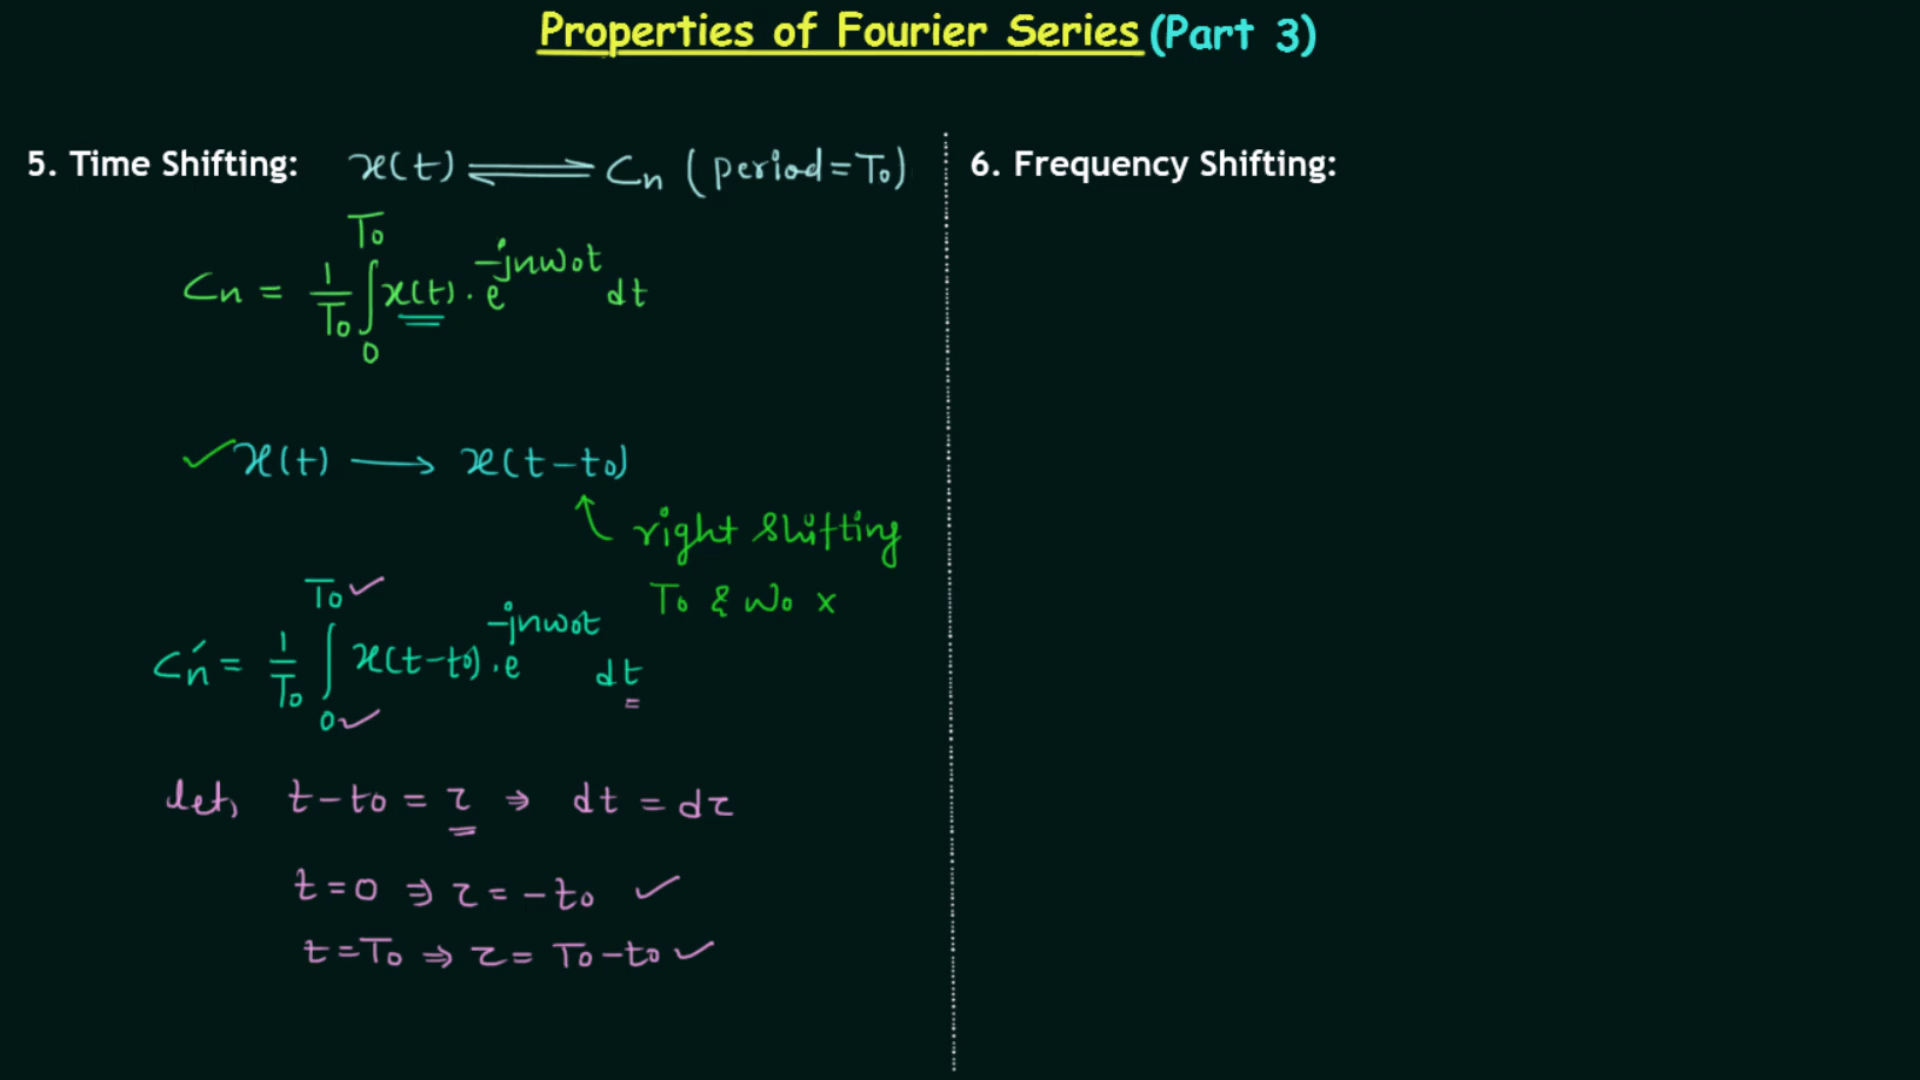 Properties of Fourier Series (Part 3)
5. Time Shifting: x(t) ⇌ Cn (period = T0)
Cn = 1/T0 ∫0^T0 x(t) · e^-jnω0t dt
✓ x(t) → x(t-t0)
right shifting
T0 & ω0 ×
Cn′ = 1/T0 ∫0✓^T0✓ x(t-t0) · e^-jnω0t dt
let, t-t0 = τ ⇒ dt = dτ
t=0 ⇒ τ = -t0 ✓
t=T0 ⇒ τ = T0-t0 ✓
6. Frequency Shifting: